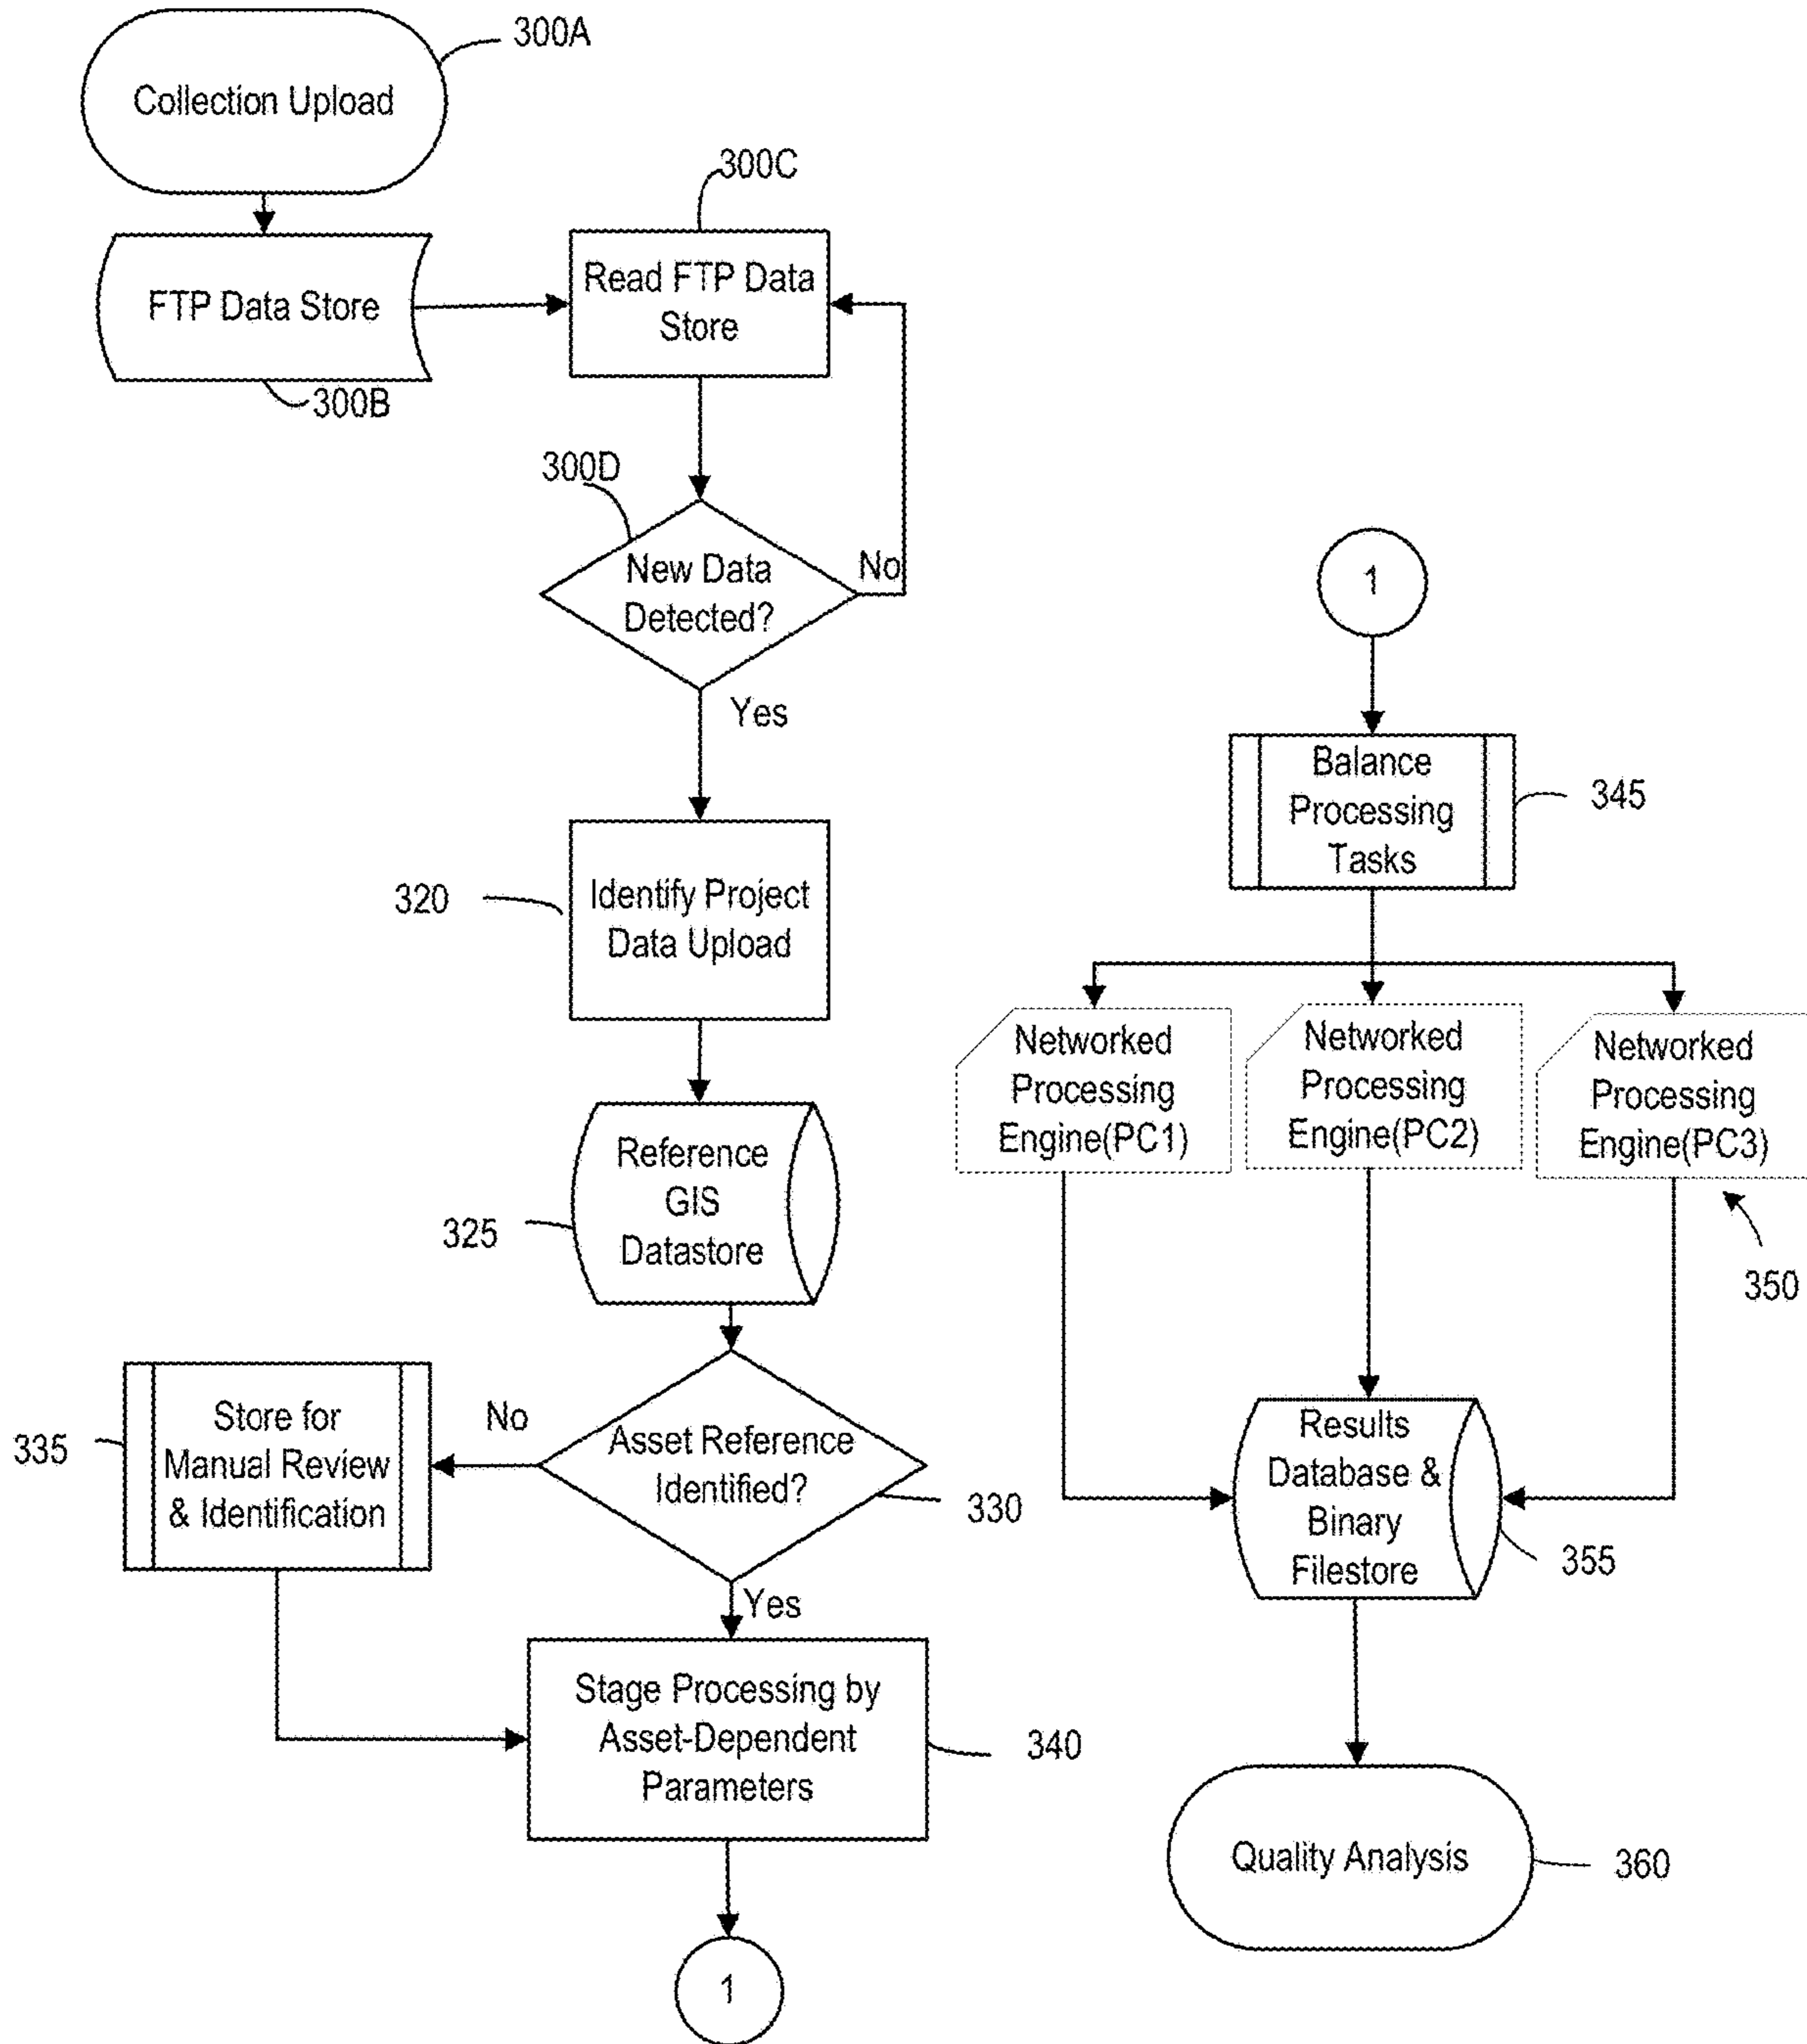 300A
Collection Upload
300C
FTP Data Store
300B
Read FTP Data
Store
300D
New Data
Detected?
No
Yes
320
Identify Project
Data Upload
325
Reference
GIS
Datastore
335
Store for
Manual Review
& Identification
No
Asset Reference
Identified?
330
Yes
Stage Processing by
Asset-Dependent
Parameters
340
1
1
Balance
Processing
Tasks
345
Networked
Processing
Engine(PC1)
Networked
Processing
Engine(PC2)
Networked
Processing
Engine(PC3)
350
Results
Database &
Binary
Filestore
355
Quality Analysis
360